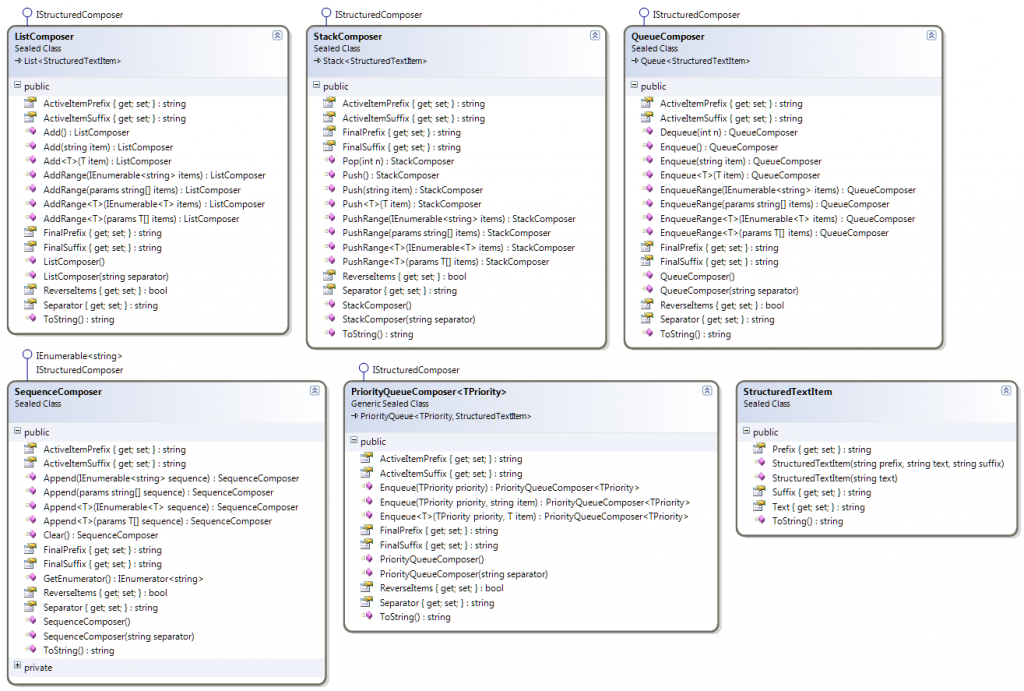 IStructuredComposer
ListComposer
Sealed Class
List<StructuredTextItem>
public
ActiveItemPrefix { get; set; } : string
ActiveItemSuffix { get; set; } : string
Add() : ListComposer
Add(string item) : ListComposer
Add<T>(T item) : ListComposer
AddRange(IEnumerable<string> items) : ListComposer
AddRange(params string[] items) : ListComposer
AddRange<T>(IEnumerable<T> items) : ListComposer
AddRange<T>(params T[] items) : ListComposer
FinalPrefix { get; set; } : string
FinalSuffix { get; set; } : string
ListComposer()
ListComposer(string separator)
ReverseItems { get; set; } : bool
Separator { get; set; } : string
ToString() : string
IStructuredComposer
StackComposer
Sealed Class
Stack<StructuredTextItem>
public
ActiveItemPrefix { get; set; } : string
ActiveItemSuffix { get; set; } : string
FinalPrefix { get; set; } : string
FinalSuffix { get; set; } : string
Pop(int n) : StackComposer
Push() : StackComposer
Push(string item) : StackComposer
Push<T>(T item) : StackComposer
PushRange(IEnumerable<string> items) : StackComposer
PushRange(params string[] items) : StackComposer
PushRange<T>(IEnumerable<T> items) : StackComposer
PushRange<T>(params T[] items) : StackComposer
ReverseItems { get; set; } : bool
Separator { get; set; } : string
StackComposer()
StackComposer(string separator)
ToString() : string
IStructuredComposer
QueueComposer
Sealed Class
Queue<StructuredTextItem>
public
ActiveItemPrefix { get; set; } : string
ActiveItemSuffix { get; set; } : string
Dequeue(int n) : QueueComposer
Enqueue() : QueueComposer
Enqueue(string item) : QueueComposer
Enqueue<T>(T item) : QueueComposer
EnqueueRange(IEnumerable<string> items) : QueueComposer
EnqueueRange(params string[] items) : QueueComposer
EnqueueRange<T>(IEnumerable<T> items) : QueueComposer
EnqueueRange<T>(params T[] items) : QueueComposer
FinalPrefix { get; set; } : string
FinalSuffix { get; set; } : string
QueueComposer()
QueueComposer(string separator)
ReverseItems { get; set; } : bool
Separator { get; set; } : string
ToString() : string
IEnumerable<string>
IStructuredComposer
SequenceComposer
Sealed Class
public
ActiveItemPrefix { get; set; } : string
ActiveItemSuffix { get; set; } : string
Append(IEnumerable<string> sequence) : SequenceComposer
Append(params string[] sequence) : SequenceComposer
Append<T>(IEnumerable<T> sequence) : SequenceComposer
Append<T>(params T[] sequence) : SequenceComposer
Clear() : SequenceComposer
FinalPrefix { get; set; } : string
FinalSuffix { get; set; } : string
GetEnumerator() : IEnumerator<string>
ReverseItems { get; set; } : bool
Separator { get; set; } : string
SequenceComposer()
SequenceComposer(string separator)
ToString() : string
private
IStructuredComposer
PriorityQueueComposer<TPriority>
Generic Sealed Class
PriorityQueue<TPriority, StructuredTextItem>
public
ActiveItemPrefix { get; set; } : string
ActiveItemSuffix { get; set; } : string
Enqueue(TPriority priority) : PriorityQueueComposer<TPriority>
Enqueue(TPriority priority, string item) : PriorityQueueComposer<TPriority>
Enqueue<T>(TPriority priority, T item) : PriorityQueueComposer<TPriority>
FinalPrefix { get; set; } : string
FinalSuffix { get; set; } : string
PriorityQueueComposer()
PriorityQueueComposer(string separator)
ReverseItems { get; set; } : bool
Separator { get; set; } : string
ToString() : string
StructuredTextItem
Sealed Class
public
Prefix { get; set; } : string
StructuredTextItem(string prefix, string text, string suffix)
StructuredTextItem(string text)
Suffix { get; set; } : string
Text { get; set; } : string
ToString() : string